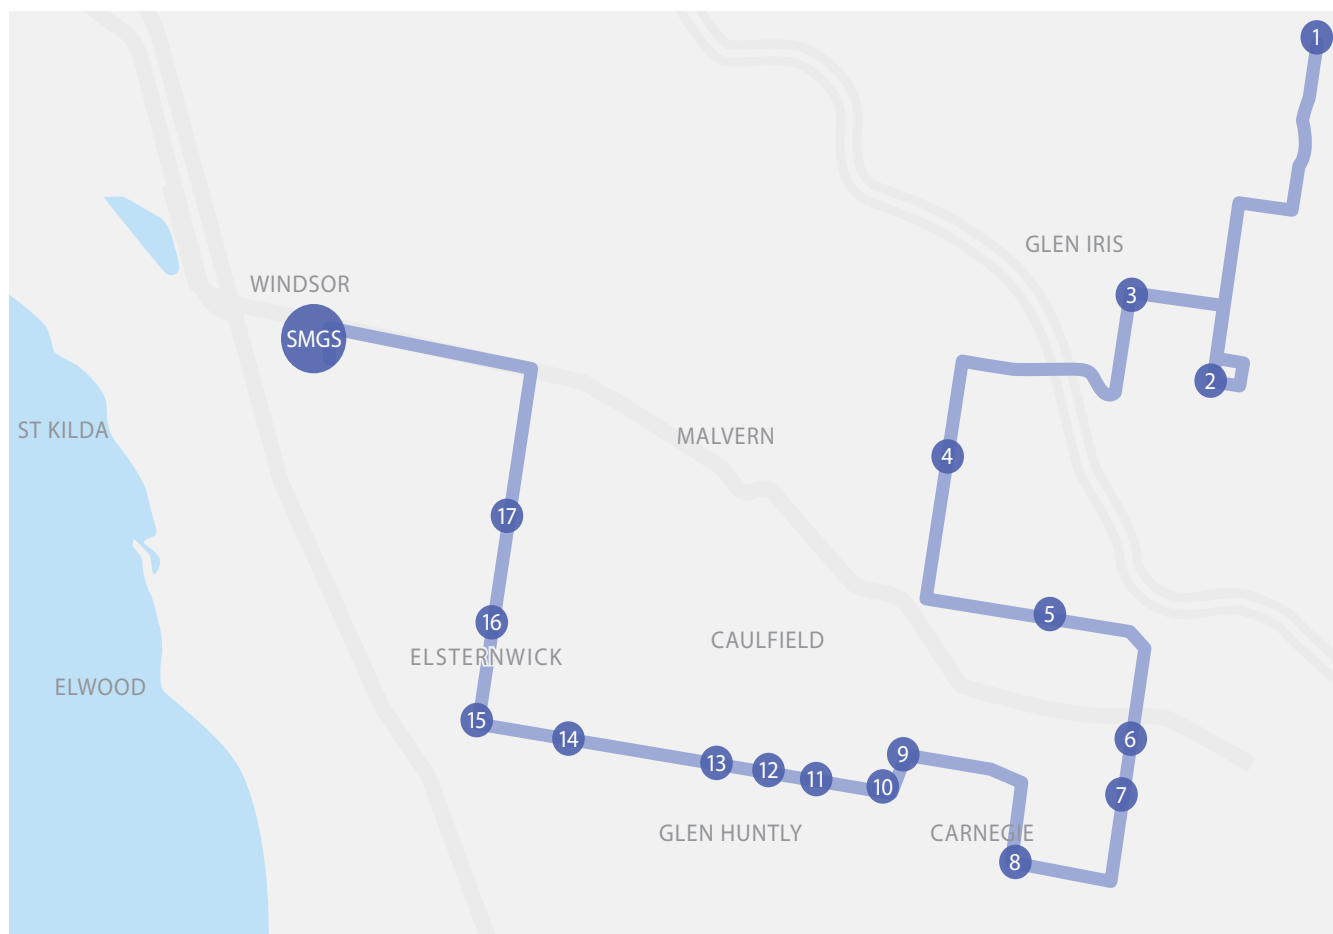 1
GLEN IRIS
WINDSOR
3
SMGS
2
ST KILDA
MALVERN
4
17
5
16
CAULFIELD
ELSTERNWICK
ELWOOD
15
14
6
9
13
12
11
10
7
GLEN HUNTLY
CARNEGIE
8